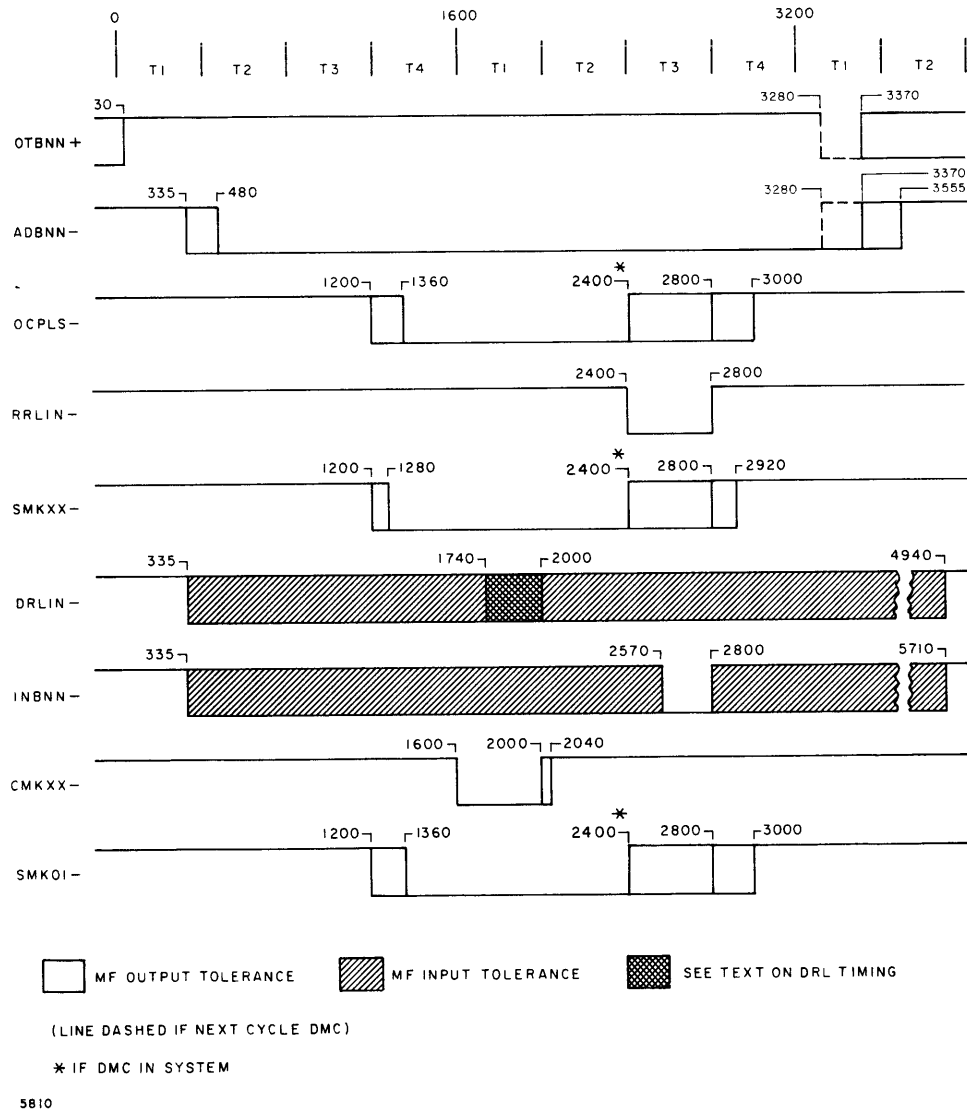 0 1600 3200
T1 T2 T3 T4 T1 T2 T3 T4 T1 T2
30 3280 3370
OTBNN+
335 480 3280 3370
3555
ADBNN-
*
1200 1360 2400 2800 3000
OCPLS-
2400 2800
RRLIN-
*
1200 1280 2400 2800 2920
SMKXX-
335 1740 2000 4940
DRLIN-
335 2570 2800 5710
INBNN-
1600 2000 2040
CMKXX-
*
1200 1360 2400 2800 3000
SMK01-
MF OUTPUT TOLERANCE MF INPUT TOLERANCE SEE TEXT ON DRL TIMING
(LINE DASHED IF NEXT CYCLE DMC)
* IF DMC IN SYSTEM
5810